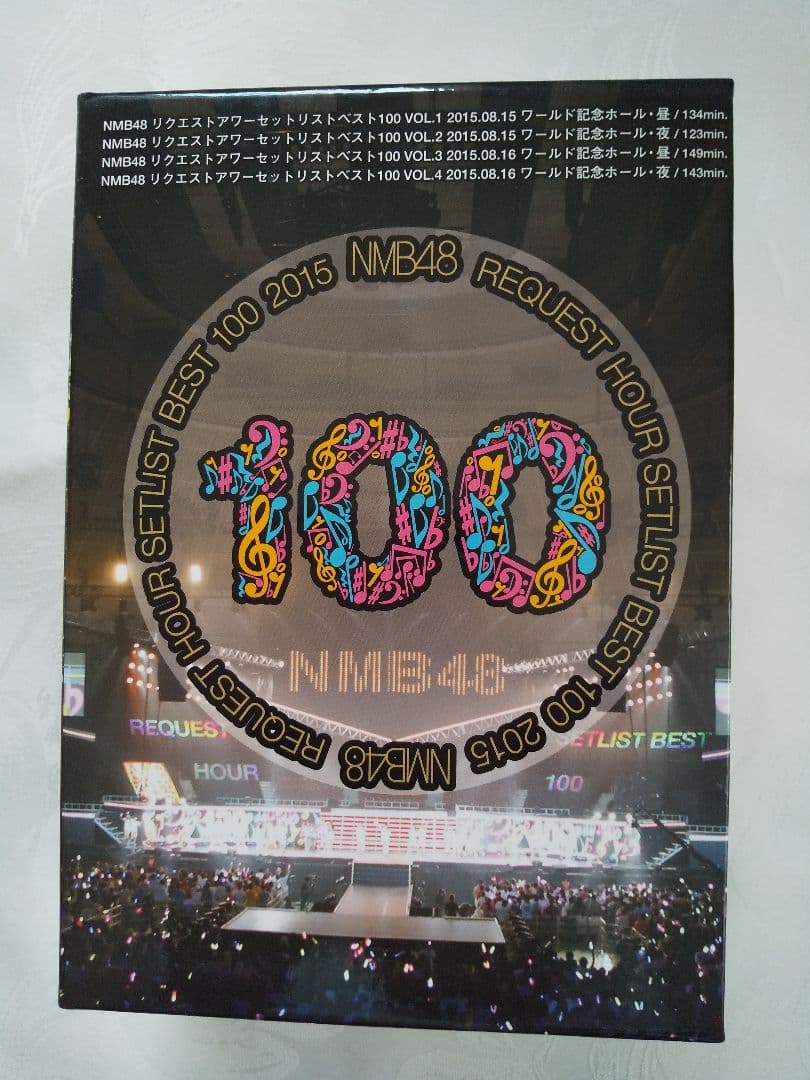 NMB48 リクエストアワーセットリストベスト100 VOL.1 2015.08.15 ワールド記念ホール・昼 / 134min.
NMB48 リクエストアワーセットリストベスト100 VOL.2 2015.08.15 ワールド記念ホール・夜 / 123min.
NMB48 リクエストアワーセットリストベスト100 VOL.3 2015.08.16 ワールド記念ホール・昼 / 149min.
NMB48 リクエストアワーセットリストベスト100 VOL.4 2015.08.16 ワールド記念ホール・夜 / 143min.
NMB48 REQUEST HOUR SETLIST BEST 100 2015
NMB48 REQUEST HOUR SETLIST BEST 100 2015
100
NMB48
REQUEST SETLIST BEST
HOUR 100